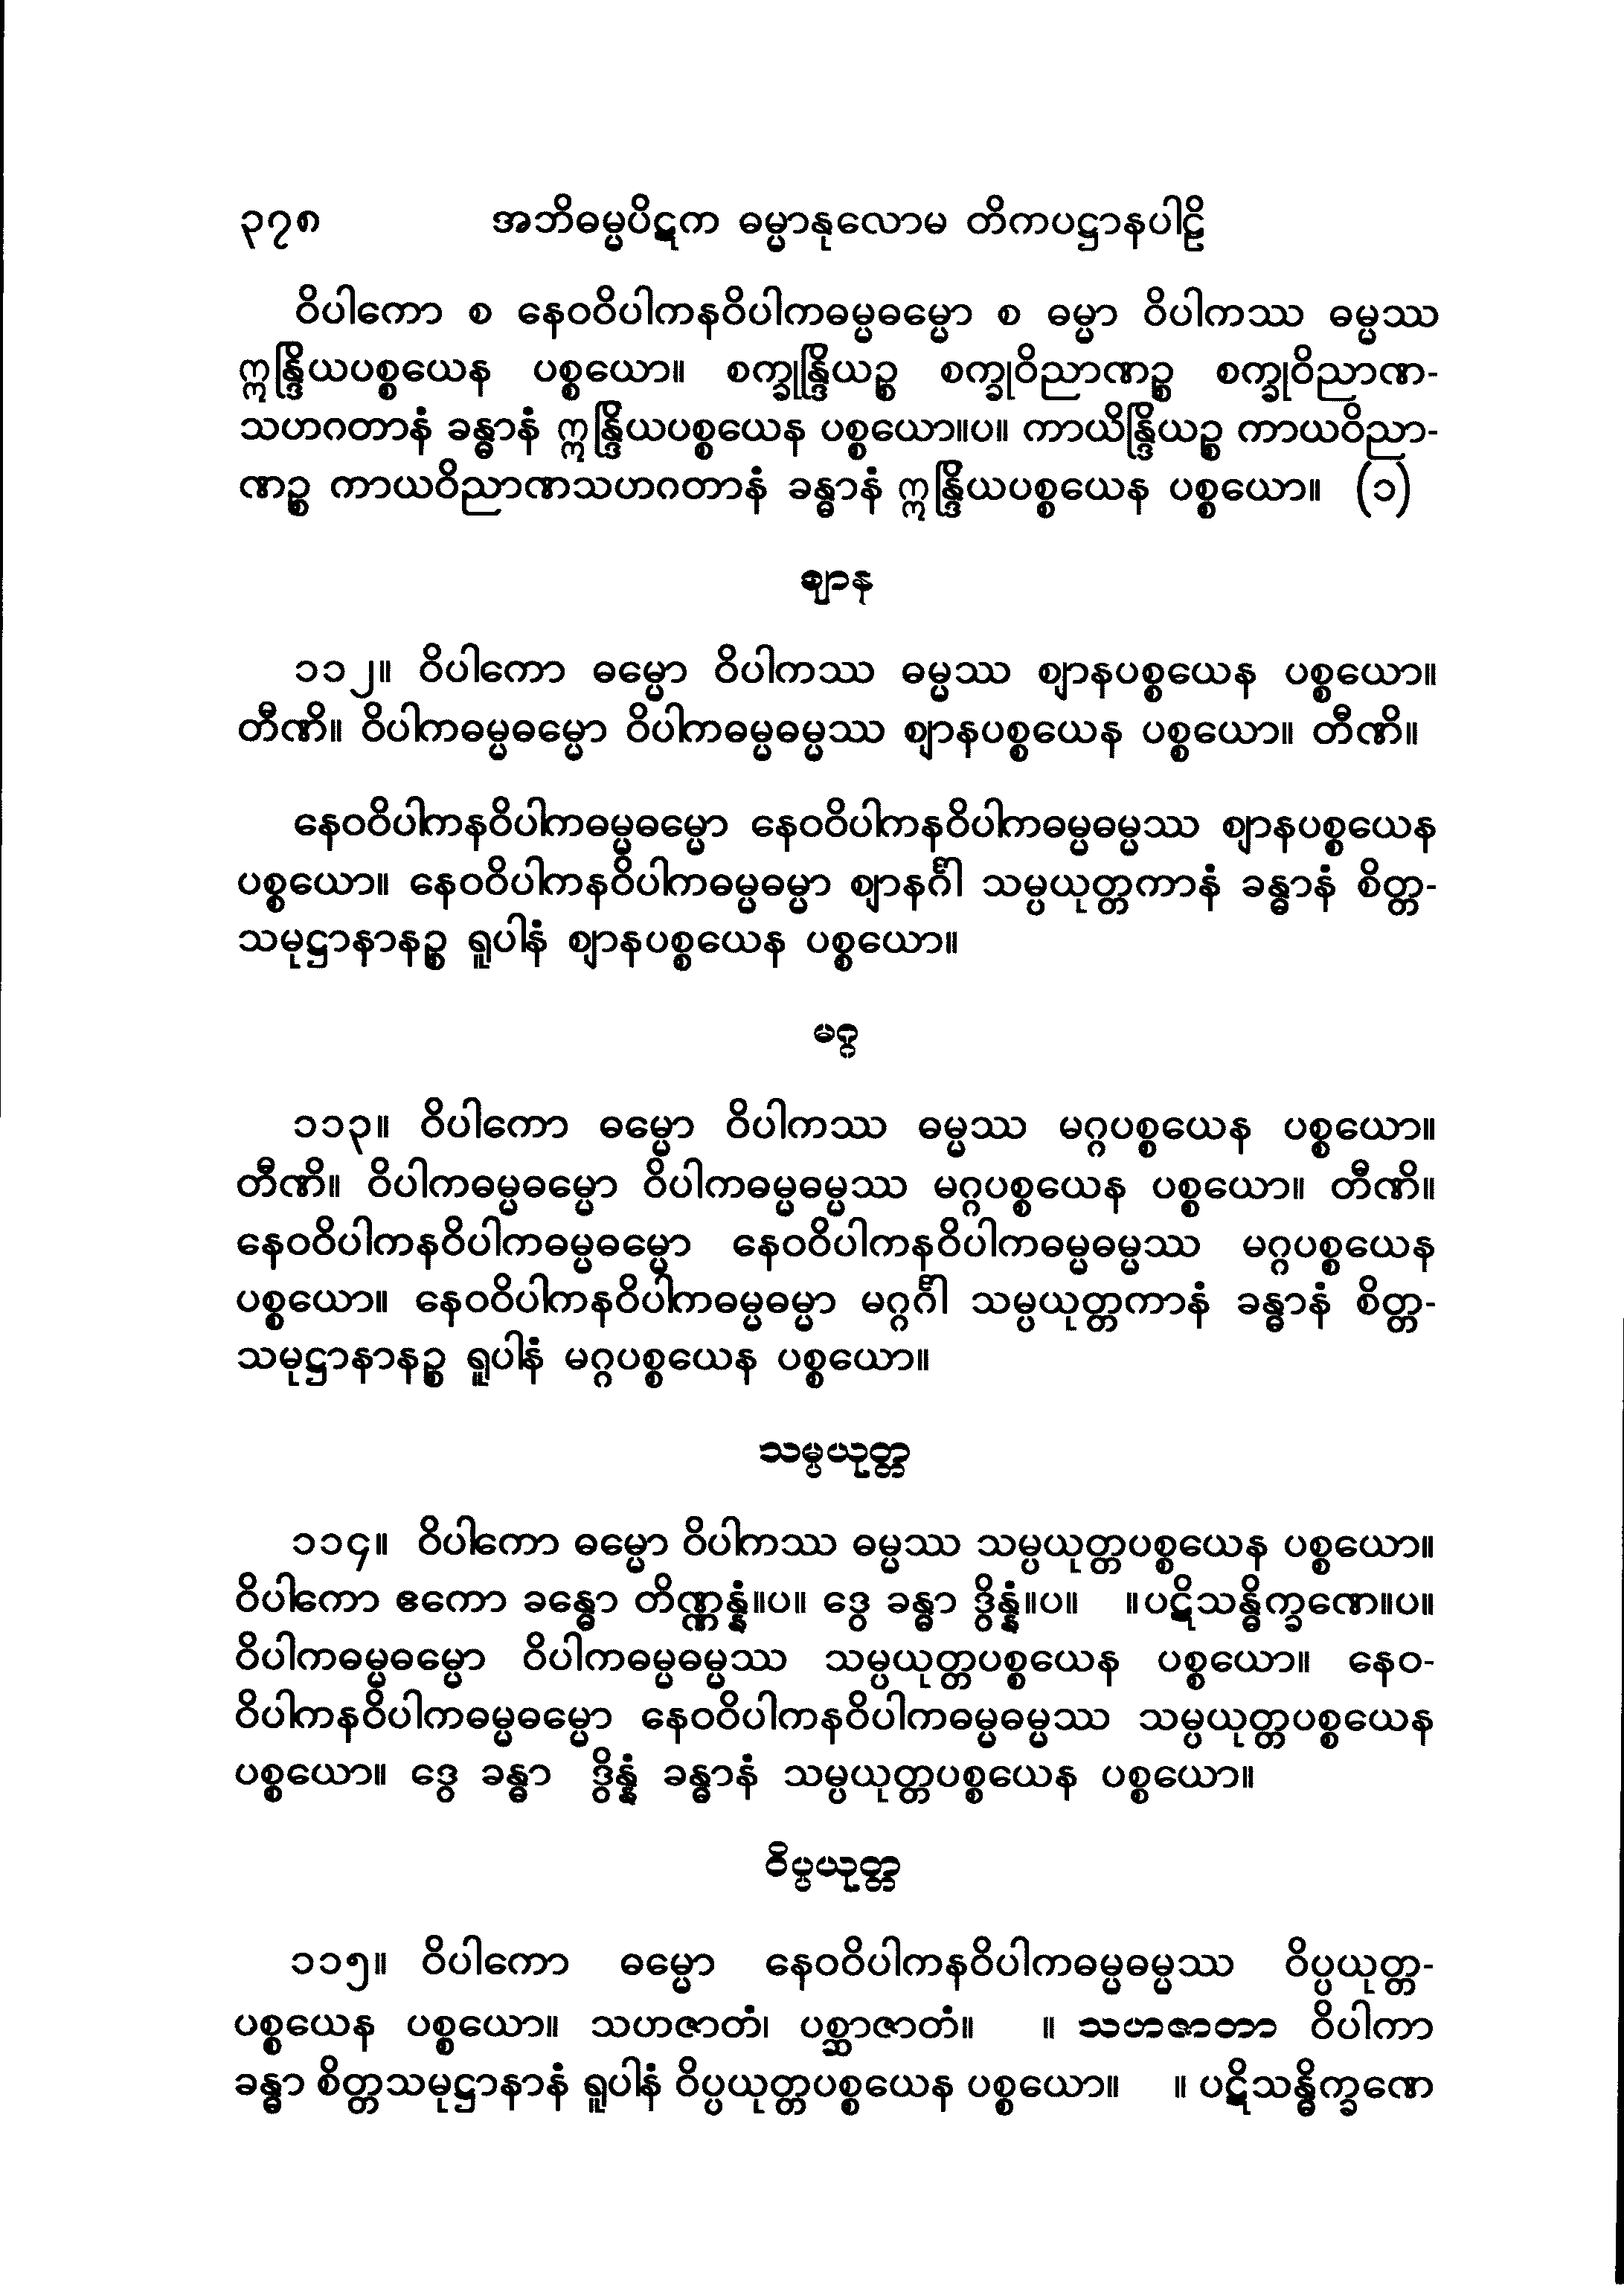 ၃၇၈ အဘိဓမ္မပိဋက ဓမ္မာနုလောမ တိကပဋ္ဌာနပါဠိ
ဝိပါကော စ နေဝဝိပါကနဝိပါကဓမ္မဓမ္မော စ ဓမ္မာ ဝိပါကဿ ဓမ္မဿ
ဣန္ဒြိယပစ္စယေန ပစ္စယော။ စက္ခုန္ဒြိယဉ္စ စက္ခုဝိညာဏဉ္စ စက္ခုဝိညာဏ-
သဟဂတာနံ ခန္ဓာနံ ဣန္ဒြိယပစ္စယေန ပစ္စယော။ပ။ ကာယိန္ဒြိယဉ္စ ကာယဝိညာ-
ဏဉ္စ ကာယဝိညာဏသဟဂတာနံ ခန္ဓာနံ ဣန္ဒြိယပစ္စယေန ပစ္စယော။ (၁)
ဈာန
၁၁၂။ ဝိပါကော ဓမ္မော ဝိပါကဿ ဓမ္မဿ ဈာနပစ္စယေန ပစ္စယော။
တီဏိ။ ဝိပါကဓမ္မဓမ္မော ဝိပါကဓမ္မဓမ္မဿ ဈာနပစ္စယေန ပစ္စယော။ တီဏိ။
နေဝဝိပါကနဝိပါကဓမ္မဓမ္မော နေဝဝိပါကနဝိပါကဓမ္မဓမ္မဿ ဈာနပစ္စယေန
ပစ္စယော။ နေဝဝိပါကနဝိပါကဓမ္မဓမ္မာ ဈာနင်္ဂါ သမ္ပယုတ္တကာနံ ခန္ဓာနံ စိတ္တ-
သမုဋ္ဌာနာနဉ္စ ရူပါနံ ဈာနပစ္စယေန ပစ္စယော။
မဂ္ဂ
၁၁၃။ ဝိပါကော ဓမ္မော ဝိပါကဿ ဓမ္မဿ မဂ္ဂပစ္စယေန ပစ္စယော။
တီဏိ။ ဝိပါကဓမ္မဓမ္မော ဝိပါကဓမ္မဓမ္မဿ မဂ္ဂပစ္စယေန ပစ္စယော။ တီဏိ။
နေဝဝိပါကနဝိပါကဓမ္မဓမ္မော နေဝဝိပါကနဝိပါကဓမ္မဓမ္မဿ မဂ္ဂပစ္စယေန
ပစ္စယော။ နေဝဝိပါကနဝိပါကဓမ္မဓမ္မာ မဂ္ဂင်္ဂါ သမ္ပယုတ္တကာနံ ခန္ဓာနံ စိတ္တ-
သမုဋ္ဌာနာနဉ္စ ရူပါနံ မဂ္ဂပစ္စယေန ပစ္စယော။
သမ္ပယုတ္တ
၁၁၄။ ဝိပါကော ဓမ္မော ဝိပါကဿ ဓမ္မဿ သမ္ပယုတ္တပစ္စယေန ပစ္စယော။
ဝိပါကော ဧကော ခန္ဓော တိဏ္ဏန္နံ။ပ။ ဒွေ ခန္ဓာ ဒွိန္နံ။ပ။ ။ပဋိသန္ဓိက္ခဏေ။ပ။
ဝိပါကဓမ္မဓမ္မော ဝိပါကဓမ္မဓမ္မဿ သမ္ပယုတ္တပစ္စယေန ပစ္စယော။ နေဝ-
ဝိပါကနဝိပါကဓမ္မဓမ္မော နေဝဝိပါကနဝိပါကဓမ္မဓမ္မဿ သမ္ပယုတ္တပစ္စယေန
ပစ္စယော။ ဒွေ ခန္ဓာ ဒွိန္နံ ခန္ဓာနံ သမ္ပယုတ္တပစ္စယေန ပစ္စယော။
ဝိပ္ပယုတ္တ
၁၁၅။ ဝိပါကော ဓမ္မော နေဝဝိပါကနဝိပါကဓမ္မဓမ္မဿ ဝိပ္ပယုတ္တ-
ပစ္စယေန ပစ္စယော။ သဟဇာတံ၊ ပစ္ဆာဇာတံ။ ။ သဟဇာတာ ဝိပါကာ
ခန္ဓာ စိတ္တသမုဋ္ဌာနာနံ ရူပါနံ ဝိပ္ပယုတ္တပစ္စယေန ပစ္စယော။ ။ ပဋိသန္ဓိက္ခဏေ